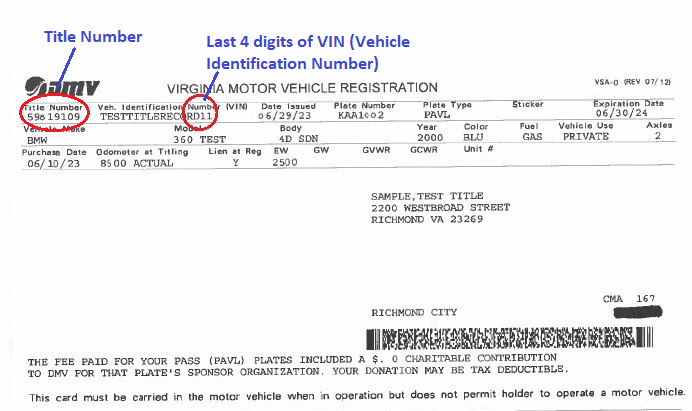 Title Number
Last 4 digits of VIN (Vehicle
Identification Number)
DMV
VIRGINIA MOTOR VEHICLE REGISTRATION
VSA-0 (REV 07/12)
Title Number Veh. Identification Number (VIN) Date Issued Plate Number Plate Type Sticker Expiration Date
59619109 TESTTITLERECORD11 06/29/23 KAA1002 PAVL 06/30/24
Vehicle Make Model Body Year Color Fuel Vehicle Use Axles
BMW 360 TEST 4D SDN 2000 BLU GAS PRIVATE 2
Purchase Date Odometer at Titling Lien at Reg EW GW GVWR GCWR Unit #
06/10/23 8500 ACTUAL Y 2500
SAMPLE,TEST TITLE
2200 WESTBROAD STREET
RICHMOND VA 23269
CMA 167
RICHMOND CITY
THE FEE PAID FOR YOUR PASS (PAVL) PLATES INCLUDED A $. 0 CHARITABLE CONTRIBUTION
TO DMV FOR THAT PLATE'S SPONSOR ORGANIZATION. YOUR DONATION MAY BE TAX DEDUCTIBLE.
This card must be carried in the motor vehicle when in operation but does not permit holder to operate a motor vehicle.